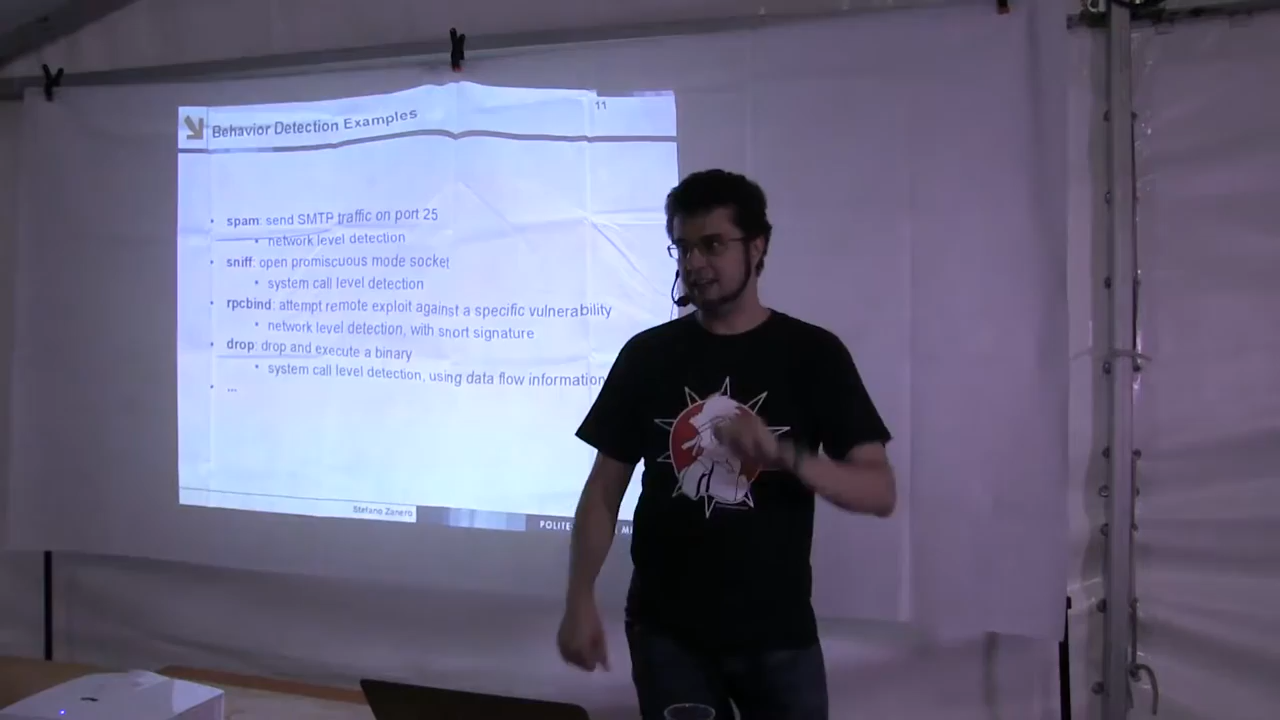 Behavior Detection Examples
11
• spam: send SMTP traffic on port 25
• network level detection
• sniff: open promiscuous mode socket
• system call level detection
• rpcbind: attempt remote exploit against a specific vulnerability
• network level detection, with snort signature
• drop: drop and execute a binary
• system call level detection, using data flow information
• ...
Stefano Zanero